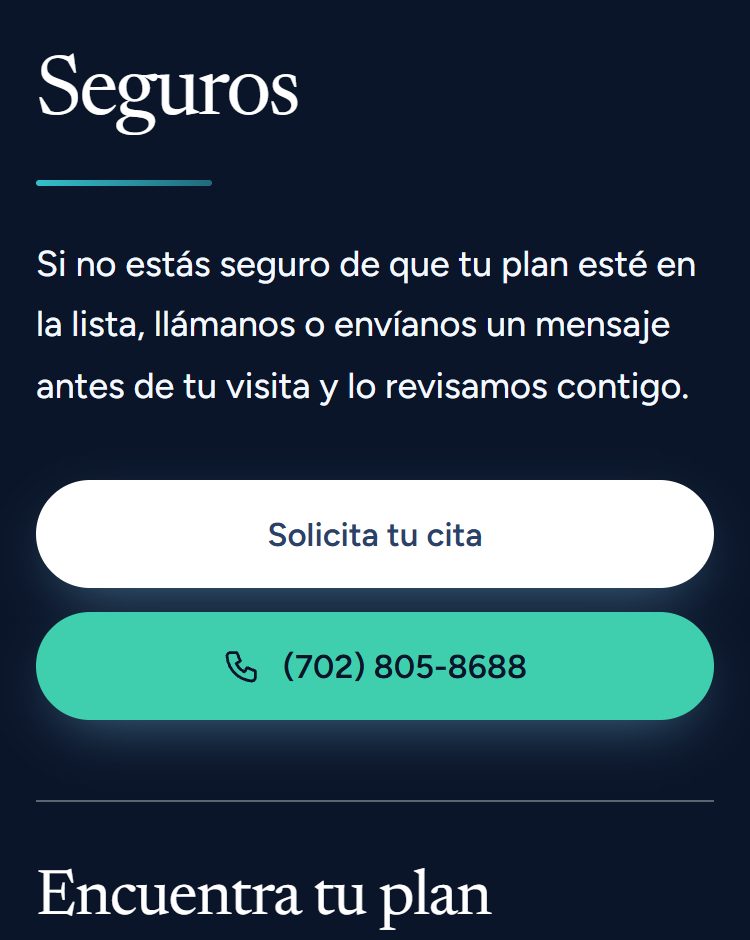 Seguros
Si no estás seguro de que tu plan esté en
la lista, llámanos o envíanos un mensaje
antes de tu visita y lo revisamos contigo.
Solicita tu cita
(702) 805-8688
Encuentra tu plan